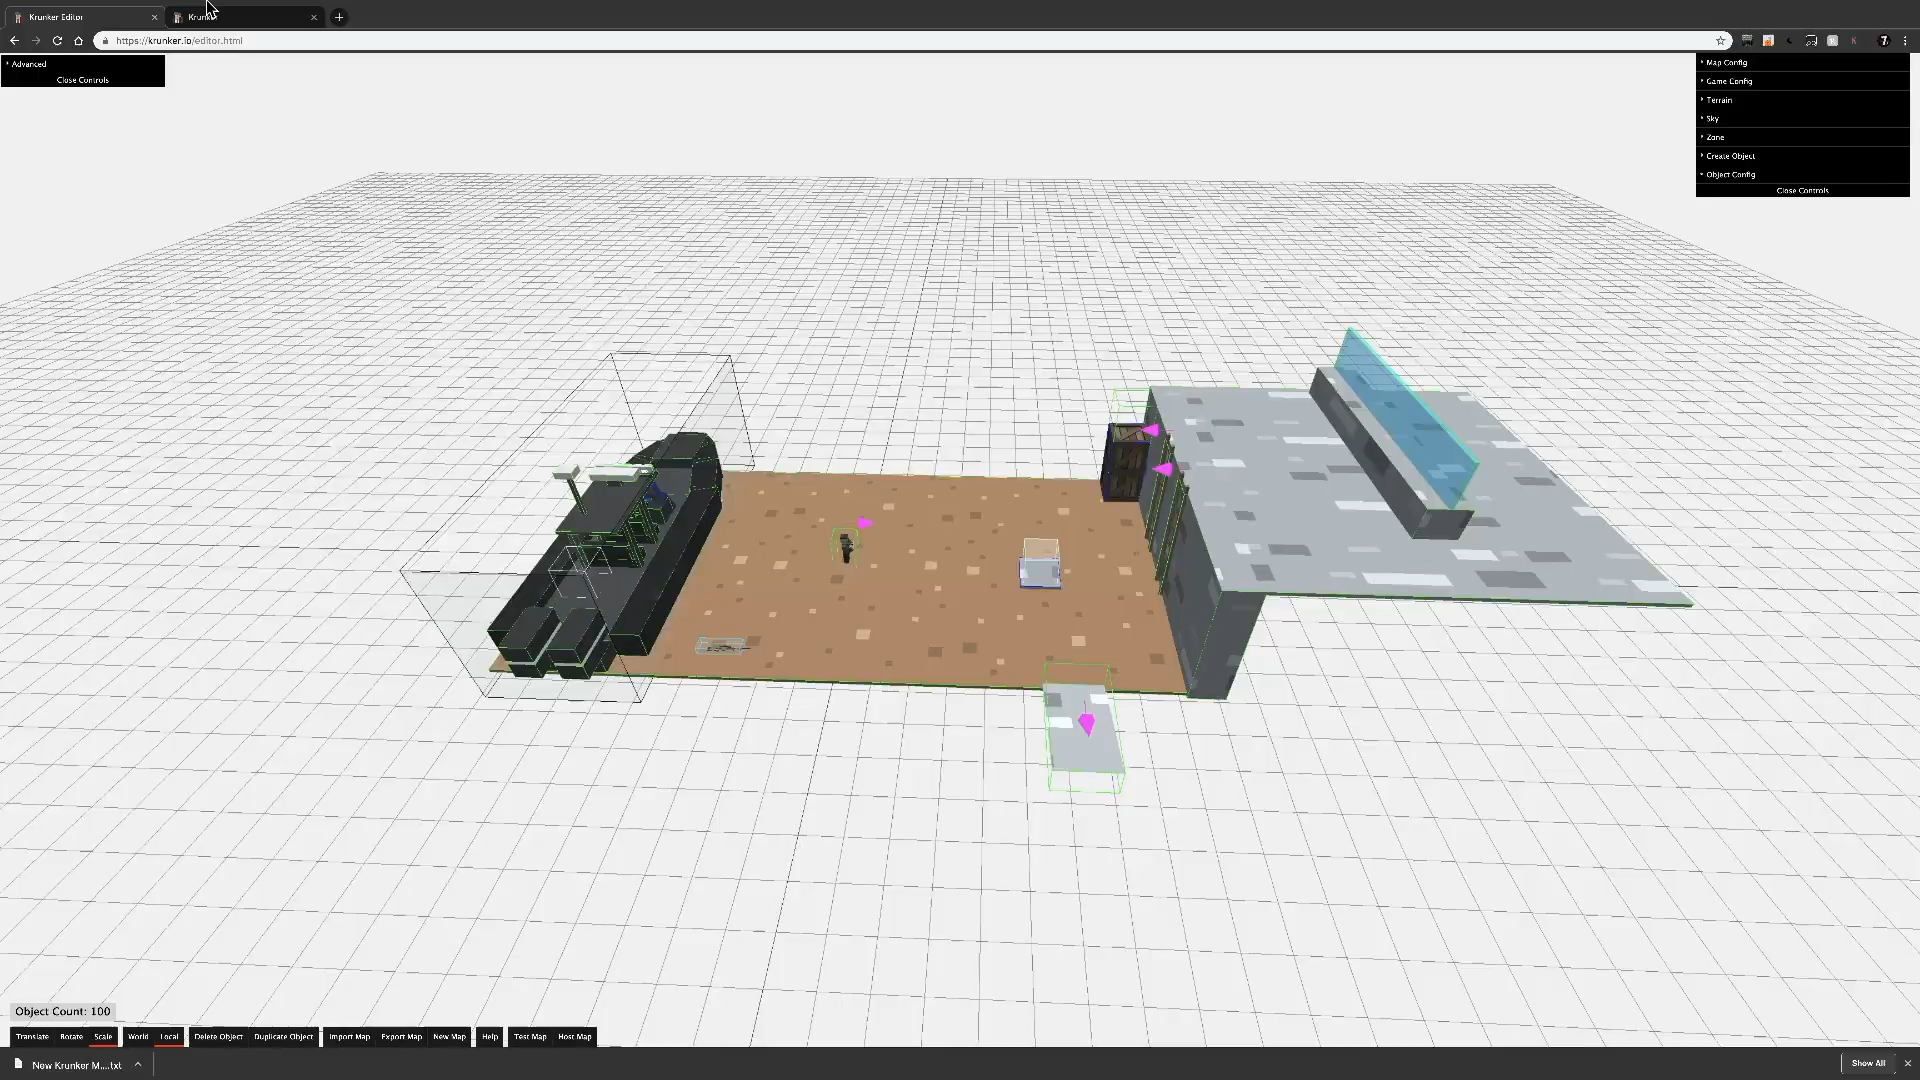 Krunker Editor
Krunk
https://krunker.io/editor.html
Advanced
Close Controls
Map Config
Game Config
Terrain
Sky
Zone
Create Object
Object Config
Close Controls
Object Count: 100
Translate Rotate Scale World Local Delete Object Duplicate Object Import Map Export Map New Map Help Test Map Host Map
New Krunker M....txt
Show All